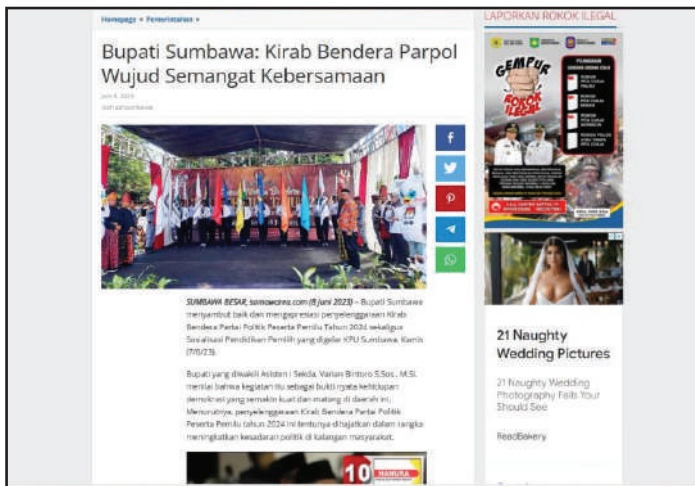 Homepage » Pemerintahan »
Bupati Sumbawa: Kirab Bendera Parpol
Wujud Semangat Kebersamaan
SUMBAWA BESAR, samawarea.com (8 Juni 2023) – Bupati Sumbawa
menyambut baik dan mengapresiasi penyelenggaraan Kirab
Bendera Partai Politik Peserta Pemilu Tahun 2024 sekaligus
Sosialisasi Pendidikan Pemilih yang digelar KPU Sumbawa, Kamis
(7/6/23).
Bupati yang diwakili Asisten I Sekda, Varian Bintoro S.Sos., M.Si.
menilai bahwa kegiatan itu sebagai bukti nyata kehidupan
demokrasi yang semakin kuat dan matang di daerah ini.
Menurutnya, penyelenggaraan Kirab Bendera Partai Politik
Peserta Pemilu tahun 2024 ini tentunya dihajatkan dalam rangka
meningkatkan kesadaran politik di kalangan masyarakat.
10
HANURA
LAPORKAN ROKOK ILEGAL
GEMPUR
ROKOK
ILEGAL
21 Naughty
Wedding Pictures
21 Naughty Wedding
Photography Fails Your
Should See
ReadBakery